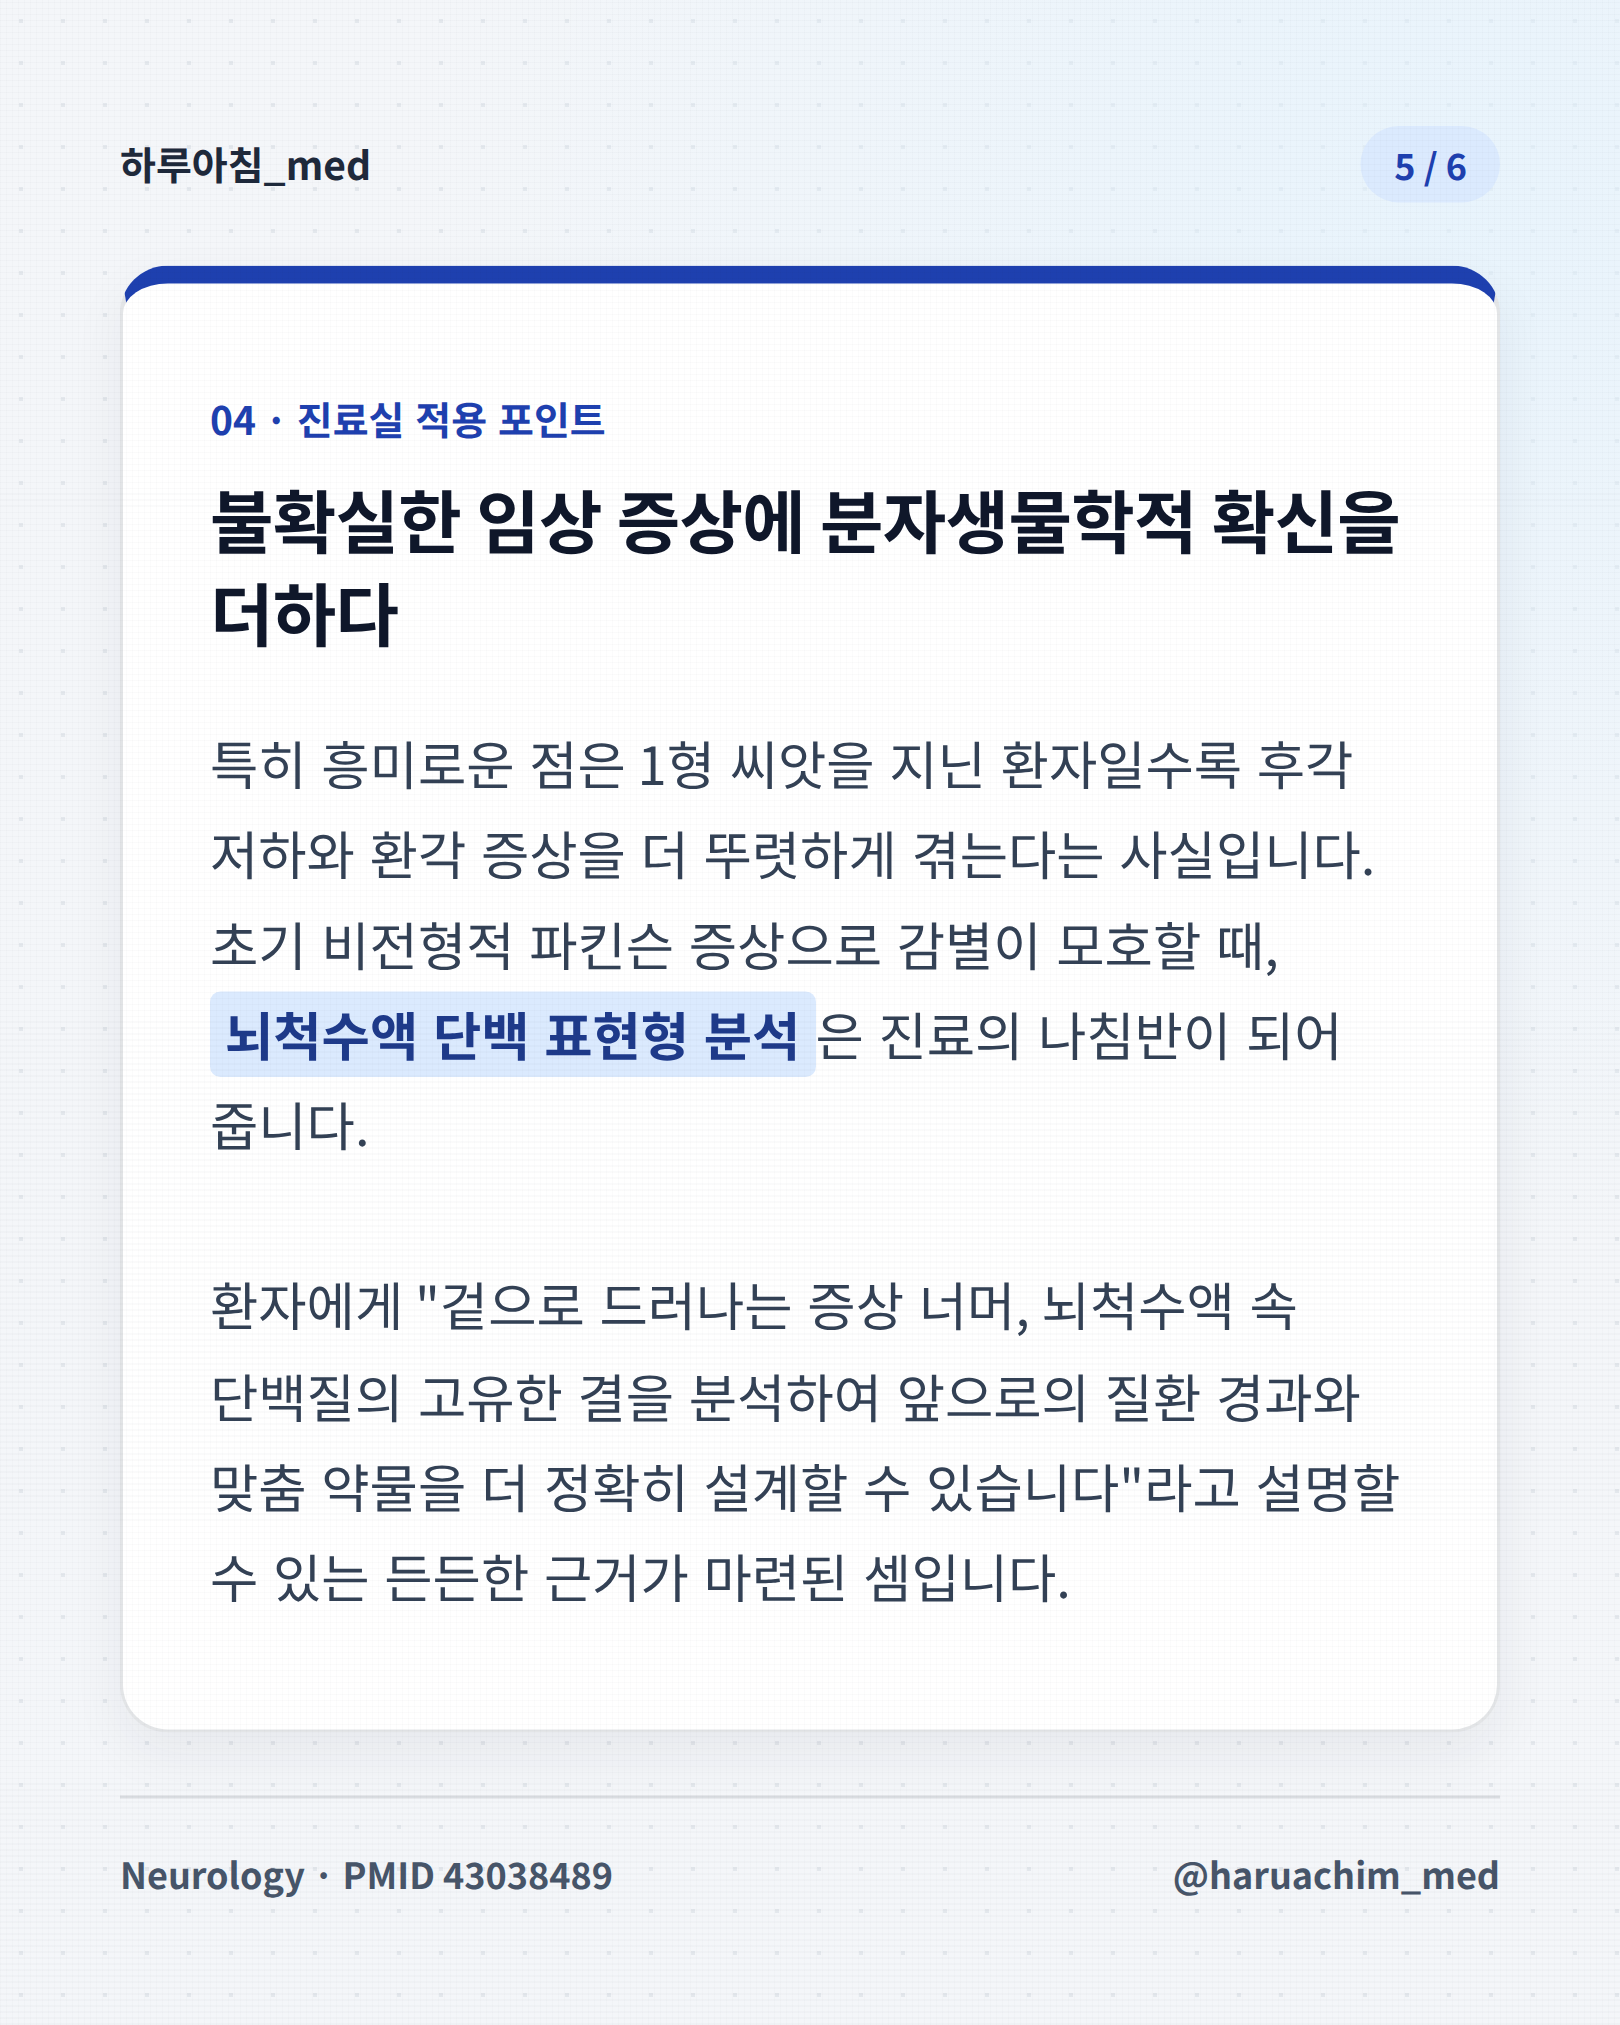 하루아침_med
5 / 6
04 · 진료실 적용 포인트
불확실한 임상 증상에 분자생물학적 확신을
더하다
특히 흥미로운 점은 1형 씨앗을 지닌 환자일수록 후각
저하와 환각 증상을 더 뚜렷하게 겪는다는 사실입니다.
초기 비전형적 파킨슨 증상으로 감별이 모호할 때,
뇌척수액 단백 표현형 분석은 진료의 나침반이 되어
줍니다.
환자에게 "겉으로 드러나는 증상 너머, 뇌척수액 속
단백질의 고유한 결을 분석하여 앞으로의 질환 경과와
맞춤 약물을 더 정확히 설계할 수 있습니다"라고 설명할
수 있는 든든한 근거가 마련된 셈입니다.
Neurology · PMID 43038489
@haruachim_med